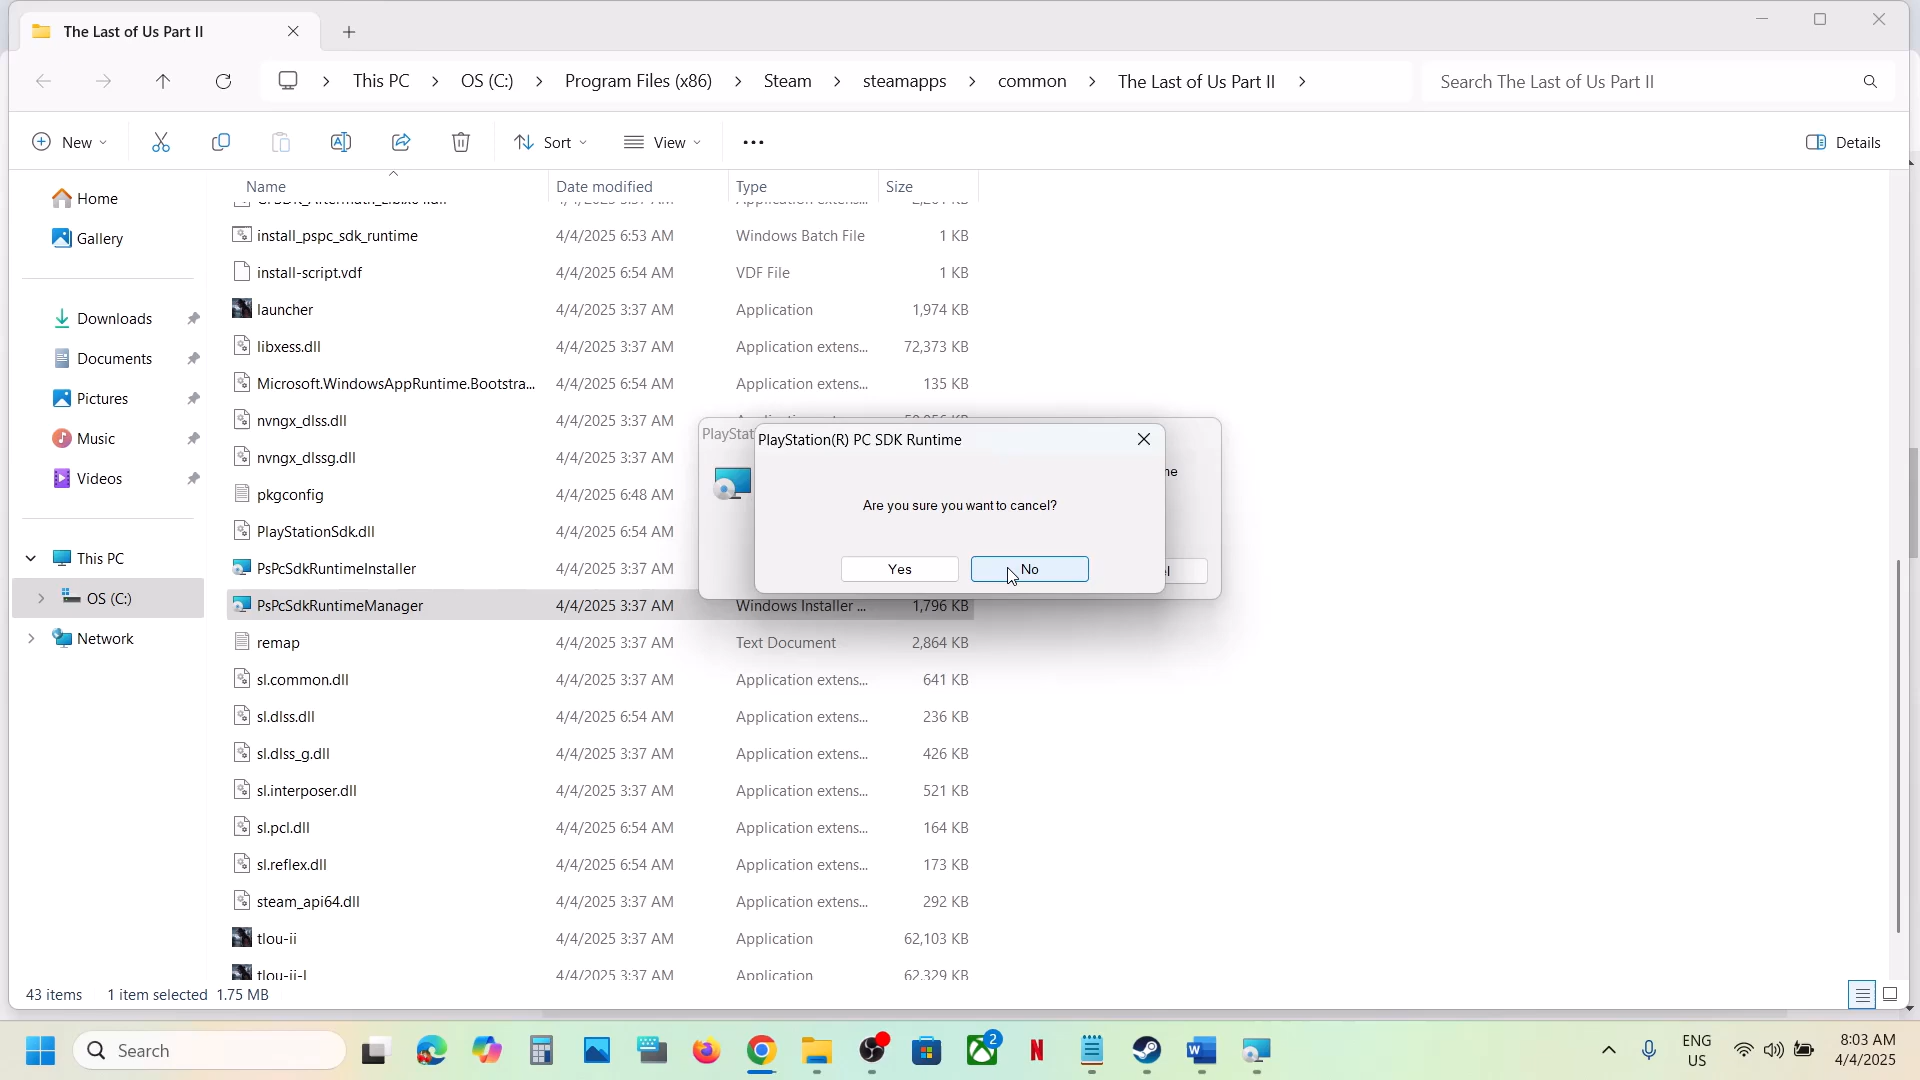 The Last of Us Part II
This PC > OS (C:) > Program Files (x86) > Steam > steamapps > common > The Last of Us Part II >
Search The Last of Us Part II
New
Sort
View
Details
Name Date modified Type Size
Home
Gallery
Downloads
Documents
Pictures
Music
Videos
This PC
OS (C:)
Network
install_pspc_sdk_runtime 4/4/2025 6:53 AM Windows Batch File 1 KB
install-script.vdf 4/4/2025 6:54 AM VDF File 1 KB
launcher 4/4/2025 3:37 AM Application 1,974 KB
libxess.dll 4/4/2025 3:37 AM Application extens... 72,373 KB
Microsoft.WindowsAppRuntime.Bootstra... 4/4/2025 6:54 AM Application extens... 135 KB
nvngx_dlss.dll 4/4/2025 3:37 AM
nvngx_dlssg.dll 4/4/2025 3:37 AM
pkgconfig 4/4/2025 6:48 AM
PlayStationSdk.dll 4/4/2025 6:54 AM
PsPcSdkRuntimeInstaller 4/4/2025 3:37 AM
PsPcSdkRuntimeManager 4/4/2025 3:37 AM Windows Installer ... 1,796 KB
remap 4/4/2025 3:37 AM Text Document 2,864 KB
sl.common.dll 4/4/2025 3:37 AM Application extens... 641 KB
sl.dlss.dll 4/4/2025 6:54 AM Application extens... 236 KB
sl.dlss_g.dll 4/4/2025 3:37 AM Application extens... 426 KB
sl.interposer.dll 4/4/2025 3:37 AM Application extens... 521 KB
sl.pcl.dll 4/4/2025 6:54 AM Application extens... 164 KB
sl.reflex.dll 4/4/2025 6:54 AM Application extens... 173 KB
steam_api64.dll 4/4/2025 3:37 AM Application extens... 292 KB
tlou-ii 4/4/2025 3:37 AM Application 62,103 KB
tlou-ii-l 4/4/2025 3:37 AM Application 62,329 KB
PlayStat
PlayStation(R) PC SDK Runtime
Are you sure you want to cancel?
Yes
No
43 items 1 item selected 1.75 MB
Search
2
ENG
US
8:03 AM
4/4/2025